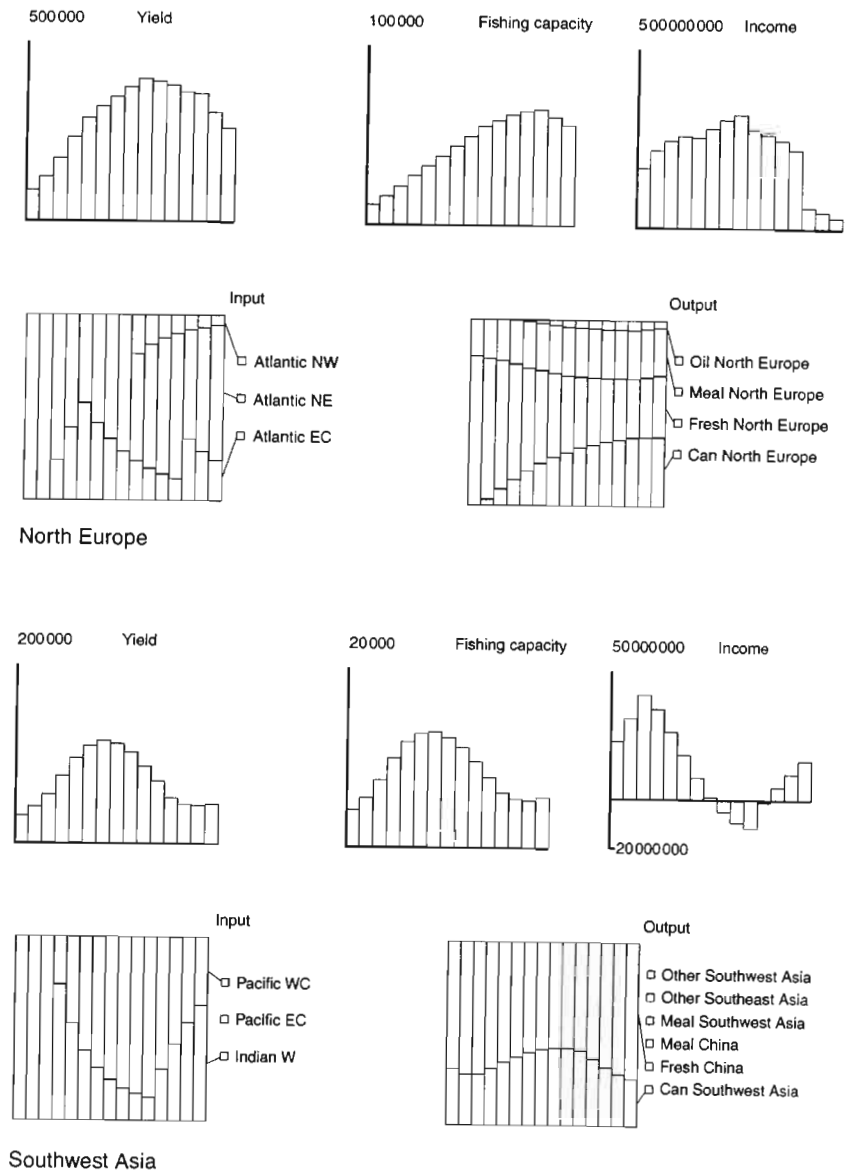 500000 Yield
100000 Fishing capacity
500000000 Income
Input
Atlantic NW
Atlantic NE
Atlantic EC
Output
Oil North Europe
Meal North Europe
Fresh North Europe
Can North Europe
North Europe
200000 Yield
20000 Fishing capacity
50000000 Income
-20000000
Input
Pacific WC
Pacific EC
Indian W
Output
Other Southwest Asia
Other Southeast Asia
Meal Southwest Asia
Meal China
Fresh China
Can Southwest Asia
Southwest Asia